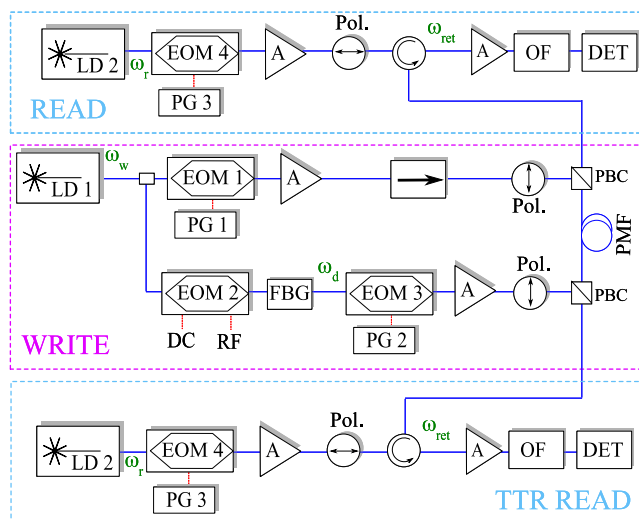 LD 2
ω_r
EOM 4
PG 3
A
Pol.
ω_ret
A
OF
DET
READ
LD 1
ω_w
EOM 1
PG 1
A
Pol.
PBC
PMF
EOM 2
DC
RF
FBG
ω_d
EOM 3
PG 2
A
Pol.
PBC
WRITE
LD 2
ω_r
EOM 4
PG 3
A
Pol.
ω_ret
A
OF
DET
TTR READ